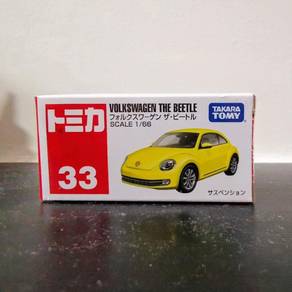 トミカ
33
VOLKSWAGEN THE BEETLE
フォルクスワーゲン ザ・ビートル
SCALE 1/66
TAKARA
TOMY
サスペンション